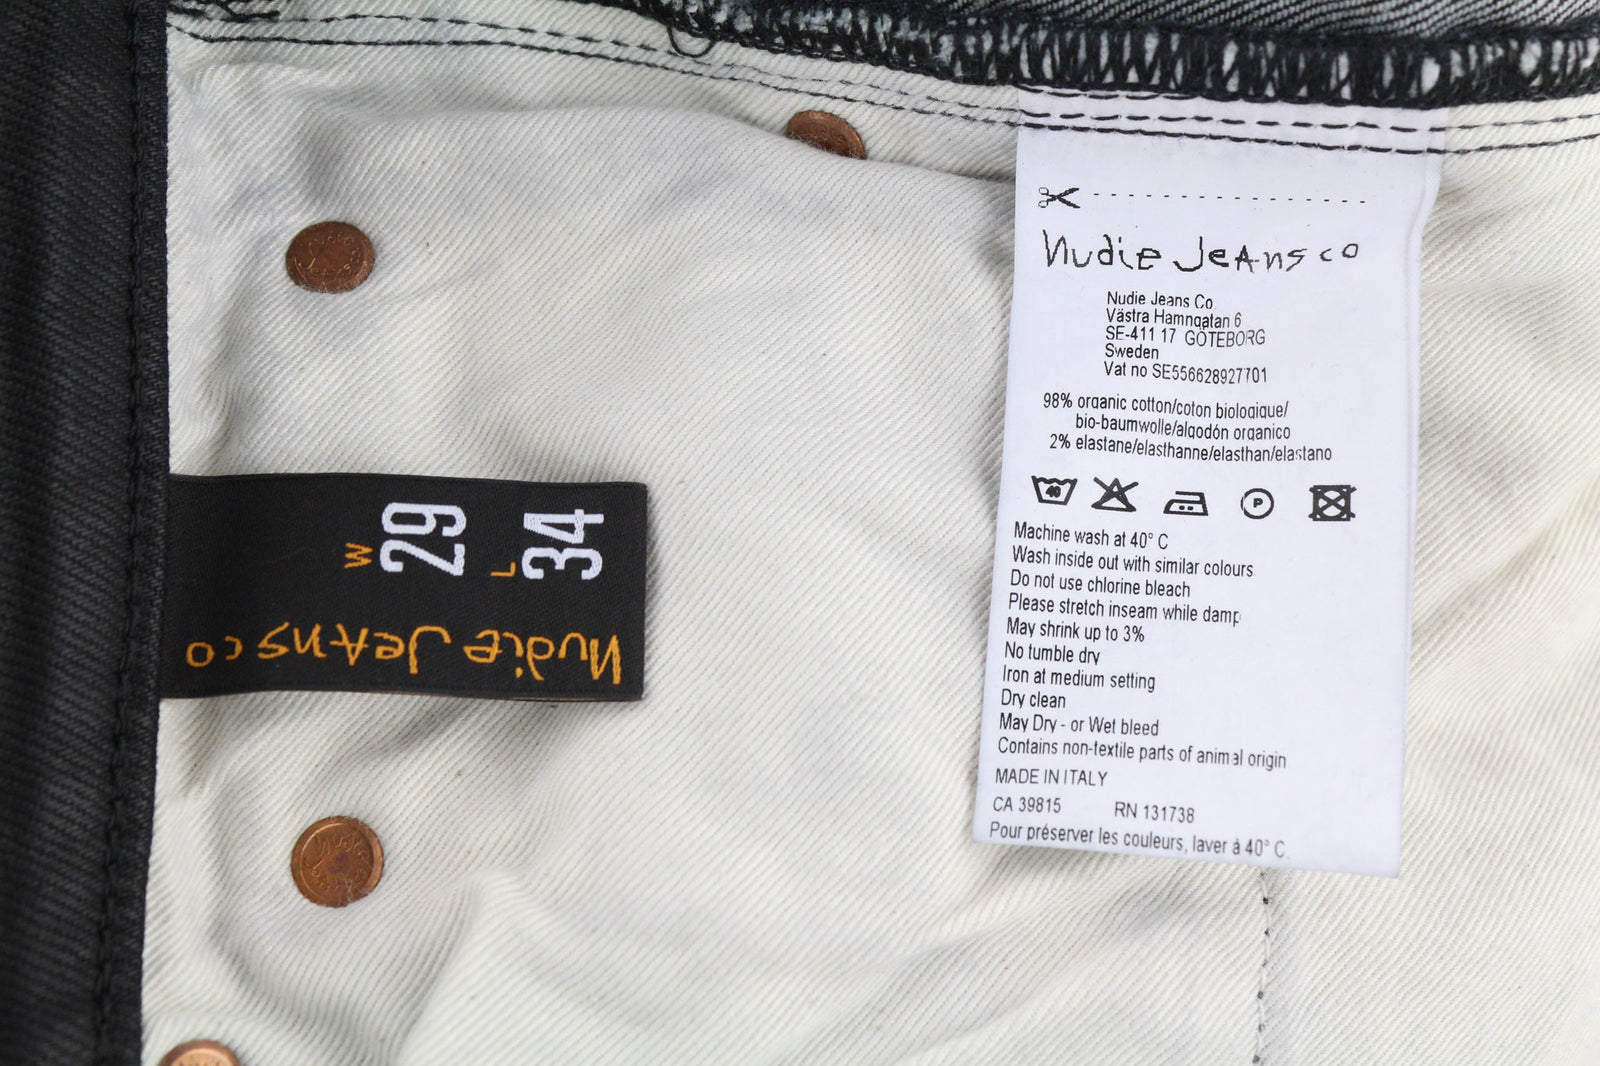 W
29
L
34
Nudie Jeans co
Nudie Jeans co
Nudie Jeans Co.
Västra Hamngatan 6
SE-411 17 GÖTEBORG
Sweden
Vat no SE556628927701
98% organic cotton/coton biologique/
bio-baumwolle/algodón organico
2% elastane/elasthanne/elasthan/elastano
40
P
Machine wash at 40° C
Wash inside out with similar colours
Do not use chlorine bleach
Please stretch inseam while damp
May shrink up to 3%
No tumble dry
Iron at medium setting
Dry clean
May Dry - or Wet bleed
Contains non-textile parts of animal origin
MADE IN ITALY
CA 39815 RN 131738
Pour préserver les couleurs, laver à 40° C.